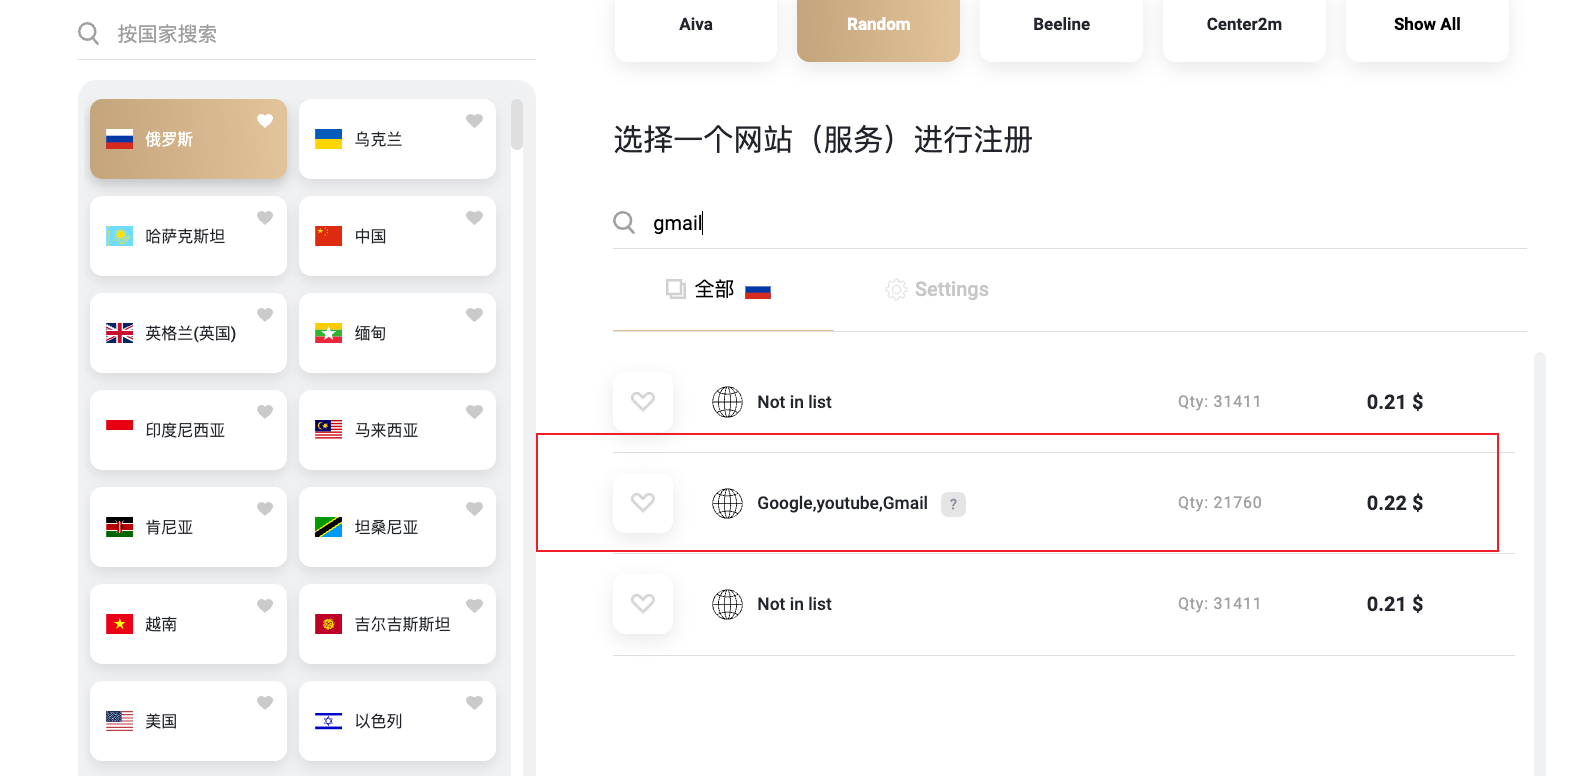 按国家搜索
俄罗斯
乌克兰
哈萨克斯坦
中国
英格兰(英国)
缅甸
印度尼西亚
马来西亚
肯尼亚
坦桑尼亚
越南
吉尔吉斯斯坦
美国
以色列
Aiva
Random
Beeline
Center2m
Show All
选择一个网站（服务）进行注册
gmail
全部
Settings
Not in list Qty: 31411 0.21 $
Google,youtube,Gmail ? Qty: 21760 0.22 $
Not in list Qty: 31411 0.21 $